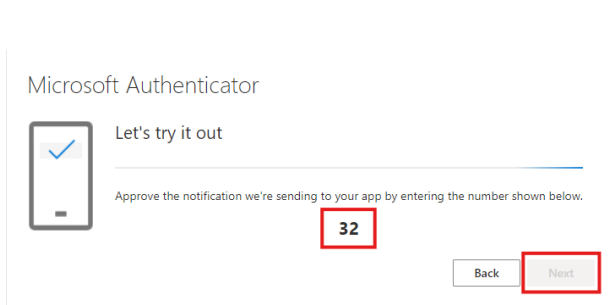 Microsoft Authenticator
Let's try it out
Approve the notification we're sending to your app by entering the number shown below.
32
Back Next